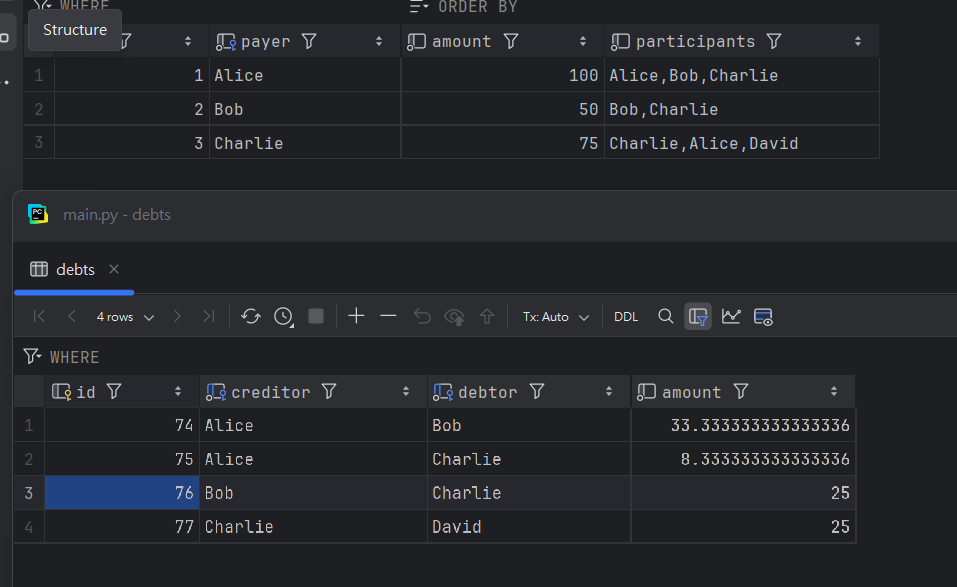 WHERE ORDER BY
Structure
payer amount participants
1 1 Alice 100 Alice,Bob,Charlie
2 2 Bob 50 Bob,Charlie
3 3 Charlie 75 Charlie,Alice,David
PC main.py - debts
debts
4 rows Tx: Auto DDL
WHERE
id creditor debtor amount
1 74 Alice Bob 33.333333333333336
2 75 Alice Charlie 8.333333333333336
3 76 Bob Charlie 25
4 77 Charlie David 25